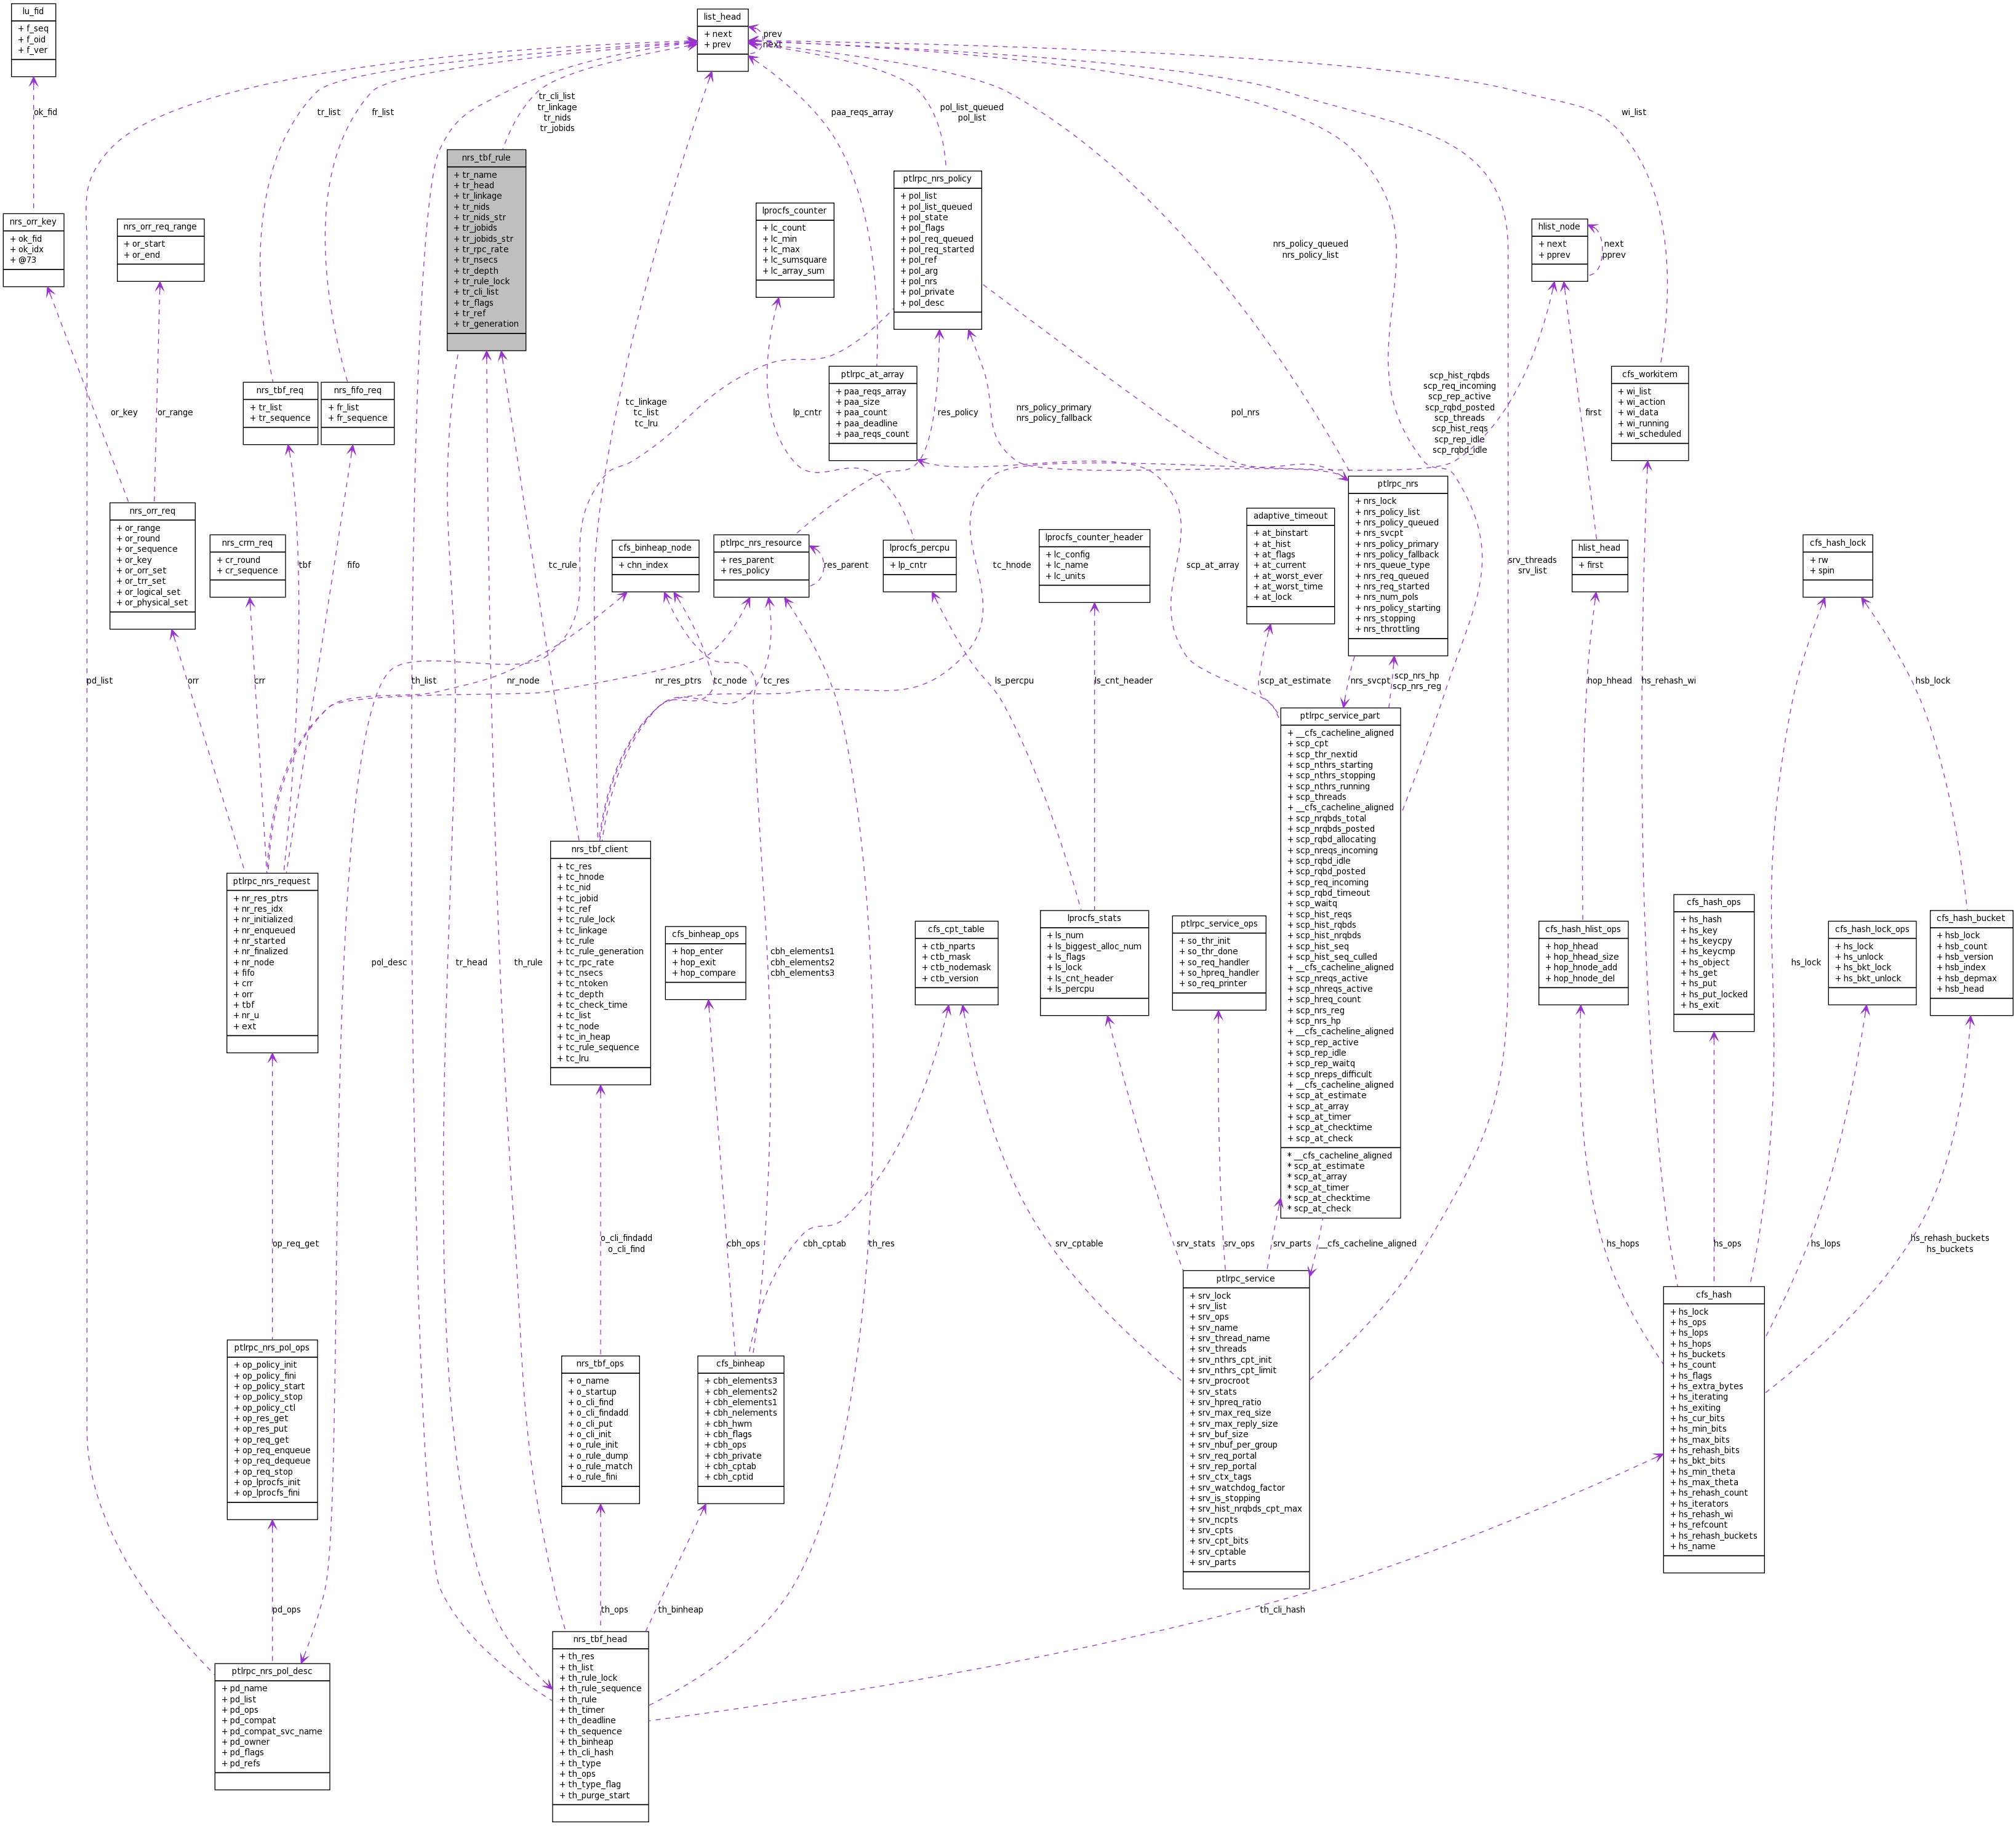 lu_fid
+ f_seq
+ f_oid
+ f_ver
list_head
+ next
+ prev
prev
next
ok_fid
tr_list
fr_list
tr_cli_list
tr_linkage
tr_nids
tr_jobids
paa_reqs_array
pol_list_queued
pol_list
wi_list
nrs_tbf_rule
+ tr_name
+ tr_head
+ tr_linkage
+ tr_nids
+ tr_nids_str
+ tr_jobids
+ tr_jobids_str
+ tr_rpc_rate
+ tr_nsecs
+ tr_depth
+ tr_rule_lock
+ tr_cli_list
+ tr_flags
+ tr_ref
+ tr_generation
ptlrpc_nrs_policy
+ pol_list
+ pol_list_queued
+ pol_state
+ pol_flags
+ pol_req_queued
+ pol_req_started
+ pol_ref
+ pol_arg
+ pol_nrs
+ pol_private
+ pol_desc
lprocfs_counter
+ lc_count
+ lc_min
+ lc_max
+ lc_sumsquare
+ lc_array_sum
nrs_orr_key
+ ok_fid
+ ok_idx
+ @73
nrs_orr_req_range
+ or_start
+ or_end
nrs_policy_queued
nrs_policy_list
hlist_node
+ next
+ pprev
next
pprev
nrs_tbf_req
+ tr_list
+ tr_sequence
nrs_fifo_req
+ fr_list
+ fr_sequence
ptlrpc_at_array
+ paa_reqs_array
+ paa_size
+ paa_count
+ paa_deadline
+ paa_reqs_count
cfs_workitem
+ wi_list
+ wi_action
+ wi_data
+ wi_running
+ wi_scheduled
or_key
or_range
tc_linkage
tc_list
tc_lru
lp_cntr
res_policy
nrs_policy_primary
nrs_policy_fallback
pol_nrs
scp_hist_rqbds
scp_req_incoming
scp_rep_active
scp_rqbd_posted
scp_threads
scp_hist_reqs
scp_rep_idle
scp_rqbd_idle
first
nrs_orr_req
+ or_range
+ or_round
+ or_sequence
+ or_key
+ or_orr_set
+ or_trr_set
+ or_logical_set
+ or_physical_set
nrs_crrn_req
+ cr_round
+ cr_sequence
tbf
fifo
tc_rule
cfs_binheap_node
+ chn_index
ptlrpc_nrs_resource
+ res_parent
+ res_policy
res_parent
lprocfs_percpu
+ lp_cntr
tc_hnode
lprocfs_counter_header
+ lc_config
+ lc_name
+ lc_units
scp_at_array
adaptive_timeout
+ at_binstart
+ at_hist
+ at_flags
+ at_current
+ at_worst_ever
+ at_worst_time
+ at_lock
ptlrpc_nrs
+ nrs_lock
+ nrs_policy_list
+ nrs_policy_queued
+ nrs_svcpt
+ nrs_policy_primary
+ nrs_policy_fallback
+ nrs_queue_type
+ nrs_req_queued
+ nrs_req_started
+ nrs_num_pols
+ nrs_policy_starting
+ nrs_stopping
+ nrs_throttling
srv_threads
srv_list
hlist_head
+ first
cfs_hash_lock
+ rw
+ spin
pd_list
orr
crr
th_list
nr_node
nr_res_ptrs
tc_node
tc_res
ls_percpu
ls_cnt_header
scp_at_estimate
nrs_svcpt
scp_nrs_hp
scp_nrs_reg
hop_hhead
hs_rehash_wi
hsb_lock
ptlrpc_service_part
+ __cfs_cacheline_aligned
+ scp_cpt
+ scp_thr_nextid
+ scp_nthrs_starting
+ scp_nthrs_stopping
+ scp_nthrs_running
+ scp_threads
+ __cfs_cacheline_aligned
+ scp_nrqbds_total
+ scp_nrqbds_posted
+ scp_rqbd_allocating
+ scp_nreqs_incoming
+ scp_rqbd_idle
+ scp_rqbd_posted
+ scp_req_incoming
+ scp_rqbd_timeout
+ scp_waitq
+ scp_hist_reqs
+ scp_hist_rqbds
+ scp_hist_nrqbds
+ scp_hist_seq
+ scp_hist_seq_culled
+ __cfs_cacheline_aligned
+ scp_nreqs_active
+ scp_nhreqs_active
+ scp_hreq_count
+ scp_nrs_reg
+ scp_nrs_hp
+ __cfs_cacheline_aligned
+ scp_rep_active
+ scp_rep_idle
+ scp_rep_waitq
+ scp_nreps_difficult
+ __cfs_cacheline_aligned
+ scp_at_estimate
+ scp_at_array
+ scp_at_timer
+ scp_at_checktime
+ scp_at_check
* __cfs_cacheline_aligned
* scp_at_estimate
* scp_at_array
* scp_at_timer
* scp_at_checktime
* scp_at_check
ptlrpc_nrs_request
+ nr_res_ptrs
+ nr_res_idx
+ nr_initialized
+ nr_enqueued
+ nr_started
+ nr_finalized
+ nr_node
+ fifo
+ crr
+ orr
+ tbf
+ nr_u
+ ext
pol_desc
tr_head
th_rule
nrs_tbf_client
+ tc_res
+ tc_hnode
+ tc_nid
+ tc_jobid
+ tc_ref
+ tc_rule_lock
+ tc_linkage
+ tc_rule
+ tc_rule_generation
+ tc_rpc_rate
+ tc_nsecs
+ tc_ntoken
+ tc_depth
+ tc_check_time
+ tc_list
+ tc_node
+ tc_in_heap
+ tc_rule_sequence
+ tc_lru
cfs_binheap_ops
+ hop_enter
+ hop_exit
+ hop_compare
cbh_elements1
cbh_elements2
cbh_elements3
cfs_cpt_table
+ ctb_nparts
+ ctb_mask
+ ctb_nodemask
+ ctb_version
lprocfs_stats
+ ls_num
+ ls_biggest_alloc_num
+ ls_flags
+ ls_lock
+ ls_cnt_header
+ ls_percpu
ptlrpc_service_ops
+ so_thr_init
+ so_thr_done
+ so_req_handler
+ so_hpreq_handler
+ so_req_printer
cfs_hash_hlist_ops
+ hop_hhead
+ hop_hhead_size
+ hop_hnode_add
+ hop_hnode_del
cfs_hash_ops
+ hs_hash
+ hs_key
+ hs_keycpy
+ hs_keycmp
+ hs_object
+ hs_get
+ hs_put
+ hs_put_locked
+ hs_exit
hs_lock
cfs_hash_lock_ops
+ hs_lock
+ hs_unlock
+ hs_bkt_lock
+ hs_bkt_unlock
cfs_hash_bucket
+ hsb_lock
+ hsb_count
+ hsb_version
+ hsb_index
+ hsb_depmax
+ hsb_head
op_req_get
o_cli_findadd
o_cli_find
cbh_ops
cbh_cptab
th_res
srv_cptable
srv_stats
srv_ops
srv_parts
__cfs_cacheline_aligned
hs_hops
hs_ops
hs_lops
hs_rehash_buckets
hs_buckets
ptlrpc_nrs_pol_ops
+ op_policy_init
+ op_policy_fini
+ op_policy_start
+ op_policy_stop
+ op_policy_ctl
+ op_res_get
+ op_res_put
+ op_req_get
+ op_req_enqueue
+ op_req_dequeue
+ op_req_stop
+ op_lprocfs_init
+ op_lprocfs_fini
nrs_tbf_ops
+ o_name
+ o_startup
+ o_cli_find
+ o_cli_findadd
+ o_cli_put
+ o_cli_init
+ o_rule_init
+ o_rule_dump
+ o_rule_match
+ o_rule_fini
cfs_binheap
+ cbh_elements3
+ cbh_elements2
+ cbh_elements1
+ cbh_nelements
+ cbh_hwm
+ cbh_flags
+ cbh_ops
+ cbh_private
+ cbh_cptab
+ cbh_cptid
ptlrpc_service
+ srv_lock
+ srv_list
+ srv_ops
+ srv_name
+ srv_thread_name
+ srv_threads
+ srv_nthrs_cpt_init
+ srv_nthrs_cpt_limit
+ srv_procroot
+ srv_stats
+ srv_hpreq_ratio
+ srv_max_req_size
+ srv_max_reply_size
+ srv_buf_size
+ srv_nbuf_per_group
+ srv_req_portal
+ srv_rep_portal
+ srv_ctx_tags
+ srv_watchdog_factor
+ srv_is_stopping
+ srv_hist_nrqbds_cpt_max
+ srv_ncpts
+ srv_cpts
+ srv_cpt_bits
+ srv_cptable
+ srv_parts
cfs_hash
+ hs_lock
+ hs_ops
+ hs_lops
+ hs_hops
+ hs_buckets
+ hs_count
+ hs_flags
+ hs_extra_bytes
+ hs_iterating
+ hs_exiting
+ hs_cur_bits
+ hs_min_bits
+ hs_max_bits
+ hs_rehash_bits
+ hs_bkt_bits
+ hs_min_theta
+ hs_max_theta
+ hs_rehash_count
+ hs_iterators
+ hs_rehash_wi
+ hs_refcount
+ hs_rehash_buckets
+ hs_name
pd_ops
th_ops
th_binheap
th_cli_hash
ptlrpc_nrs_pol_desc
+ pd_name
+ pd_list
+ pd_ops
+ pd_compat
+ pd_compat_svc_name
+ pd_owner
+ pd_flags
+ pd_refs
nrs_tbf_head
+ th_res
+ th_list
+ th_rule_lock
+ th_rule_sequence
+ th_rule
+ th_timer
+ th_deadline
+ th_sequence
+ th_binheap
+ th_cli_hash
+ th_type
+ th_ops
+ th_type_flag
+ th_purge_start